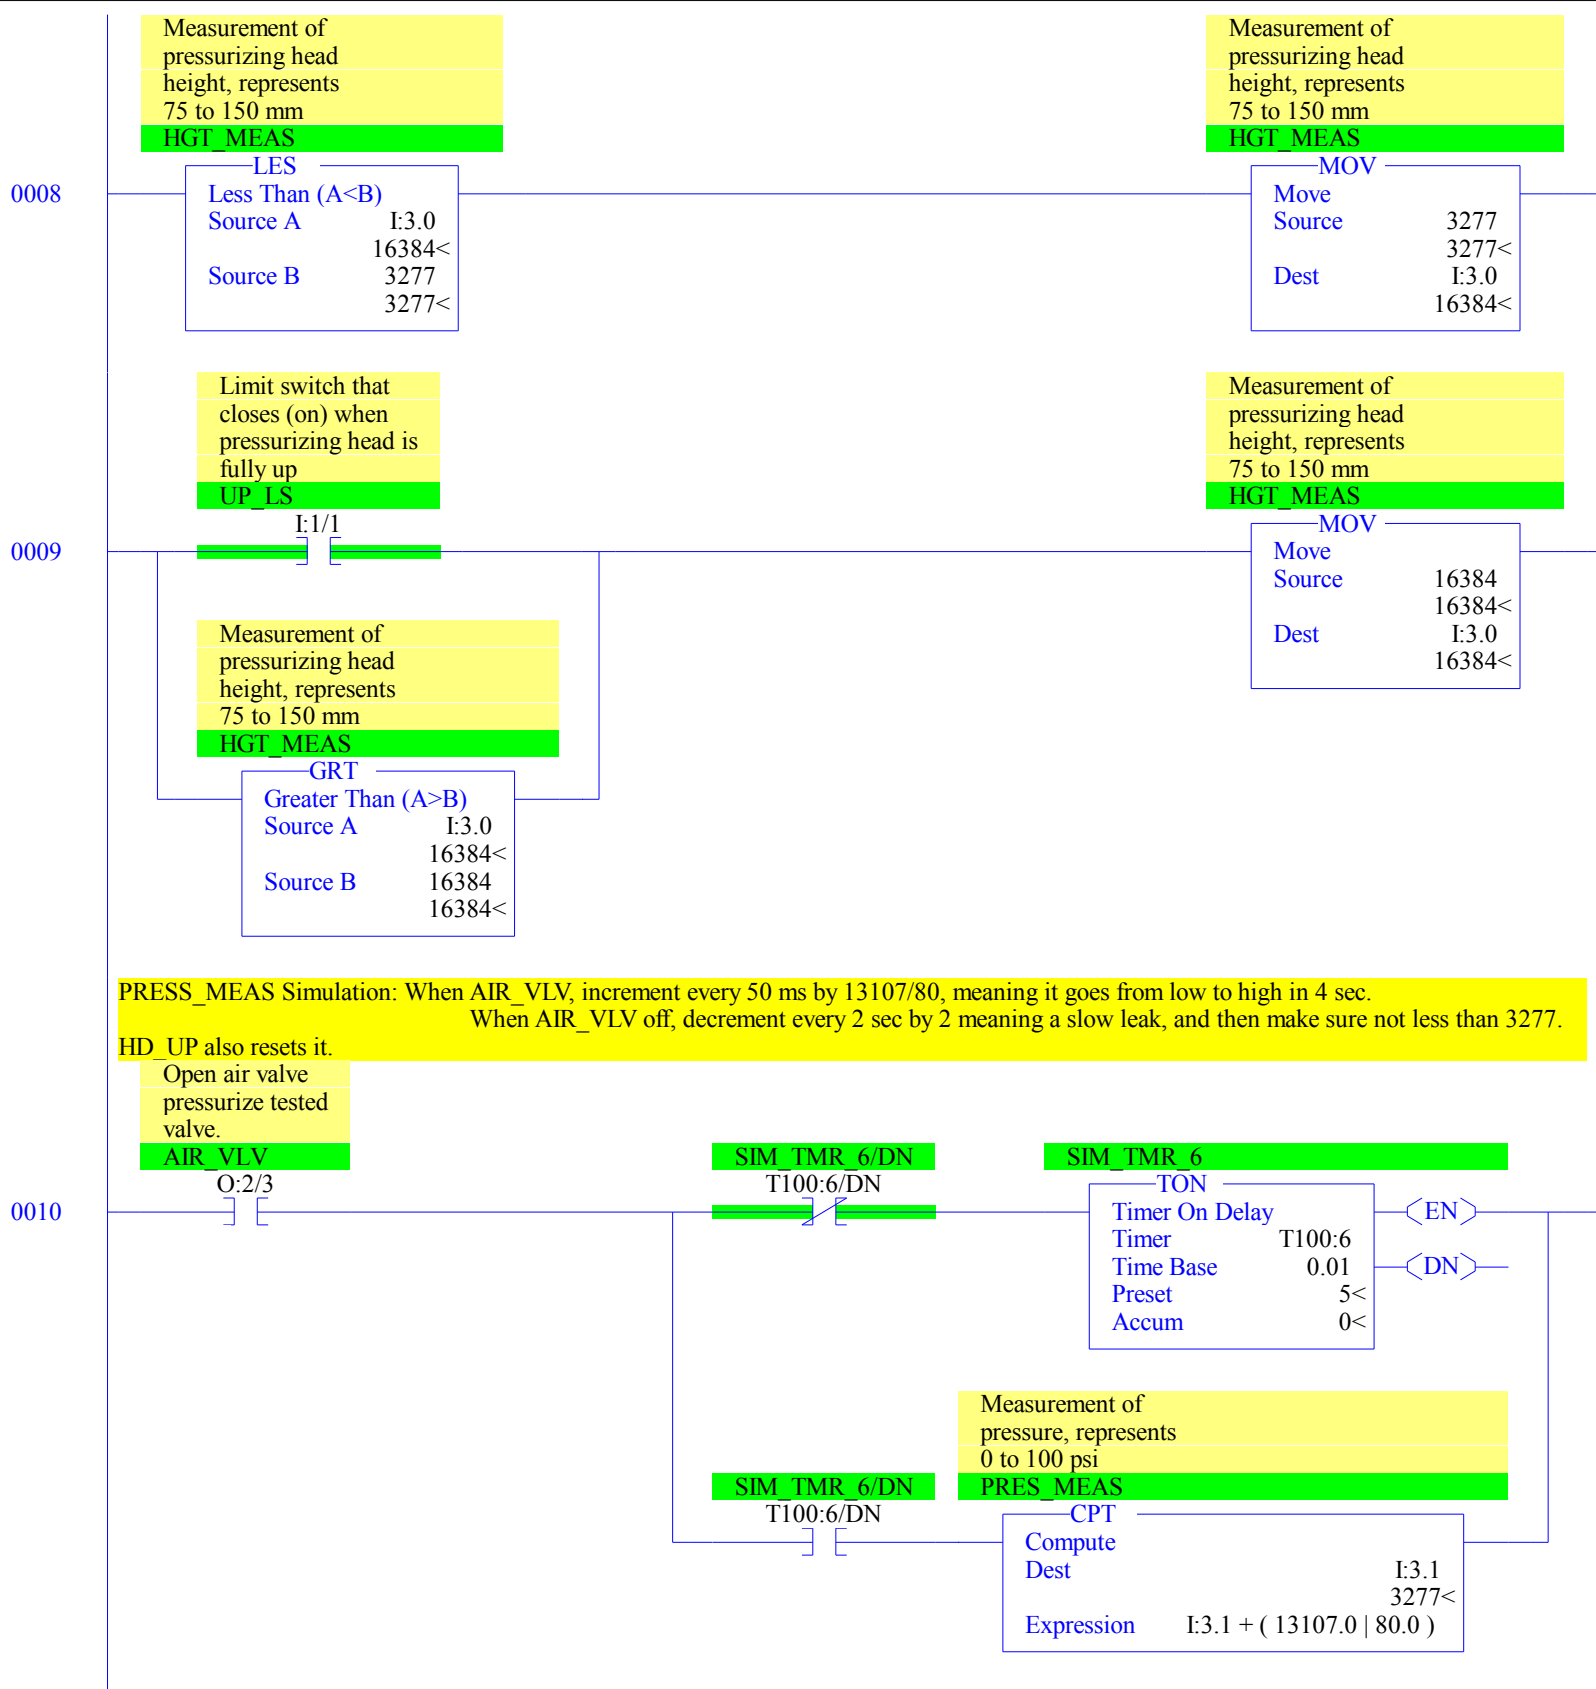 Measurement of
pressurizing head
height, represents
75 to 150 mm
HGT_MEAS
LES
0008
Less Than (A<B)
Source A I:3.0
16384<
Source B 3277
3277<
Measurement of
pressurizing head
height, represents
75 to 150 mm
HGT_MEAS
MOV
Move
Source 3277
3277<
Dest I:3.0
16384<
Limit switch that
closes (on) when
pressurizing head is
fully up
UP_LS
I:1/1
0009
Measurement of
pressurizing head
height, represents
75 to 150 mm
HGT_MEAS
MOV
Move
Source 16384
16384<
Dest I:3.0
16384<
Measurement of
pressurizing head
height, represents
75 to 150 mm
HGT_MEAS
GRT
Greater Than (A>B)
Source A I:3.0
16384<
Source B 16384
16384<
PRESS_MEAS Simulation: When AIR_VLV, increment every 50 ms by 13107/80, meaning it goes from low to high in 4 sec.
When AIR_VLV off, decrement every 2 sec by 2 meaning a slow leak, and then make sure not less than 3277.
HD_UP also resets it.
Open air valve
pressurize tested
valve.
AIR_VLV
O:2/3
0010
SIM_TMR_6/DN
T100:6/DN
SIM_TMR_6
TON
Timer On Delay
Timer T100:6
Time Base 0.01
Preset 5<
Accum 0<
EN
DN
Measurement of
pressure, represents
0 to 100 psi
SIM_TMR_6/DN
T100:6/DN
PRES_MEAS
CPT
Compute
Dest I:3.1
3277<
Expression I:3.1 + ( 13107.0 | 80.0 )